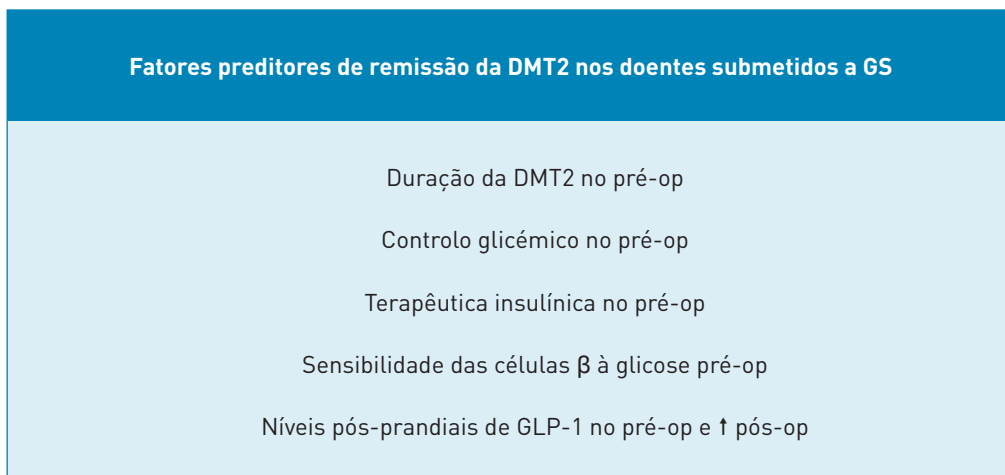 Fatores preditores de remissão da DMT2 nos doentes submetidos a GS
Duração da DMT2 no pré-op
Controlo glicémico no pré-op
Terapêutica insulínica no pré-op
Sensibilidade das células β à glicose pré-op
Níveis pós-prandiais de GLP-1 no pré-op e ↑ pós-op